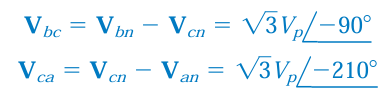 V_bc = V_bn − V_cn = √3 V_p /−90°
V_ca = V_cn − V_an = √3 V_p /−210°